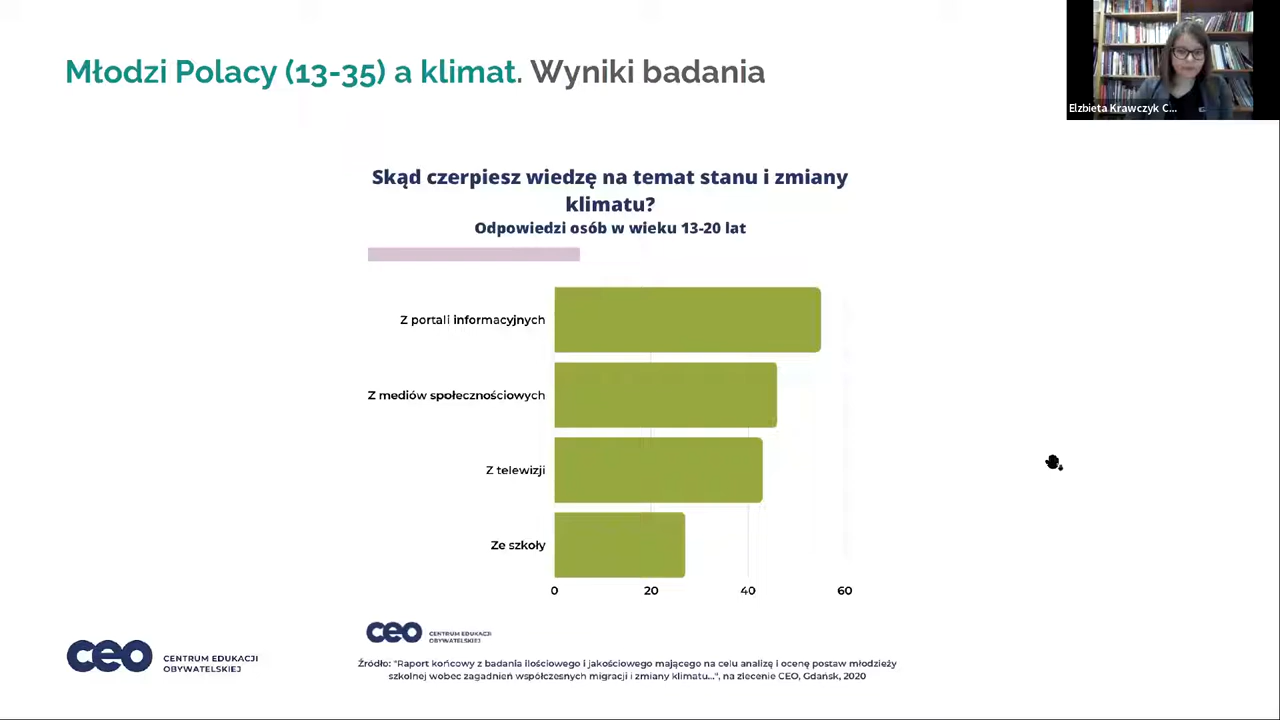 Młodzi Polacy (13-35) a klimat. Wyniki badania
Elzbieta Krawczyk C...
Skąd czerpiesz wiedzę na temat stanu i zmiany
klimatu?
Odpowiedzi osób w wieku 13-20 lat
Z portali informacyjnych
Z mediów społecznościowych
Z telewizji
Ze szkoły
0 20 40 60
ceo CENTRUM EDUKACJI
OBYWATELSKIEJ
Źródło: "Raport końcowy z badania ilościowego i jakościowego mającego na celu analizę i ocenę postaw młodzieży
szkolnej wobec zagadnień współczesnych migracji i zmiany klimatu...", na zlecenie CEO, Gdańsk, 2020
ceo CENTRUM EDUKACJI
OBYWATELSKIEJ